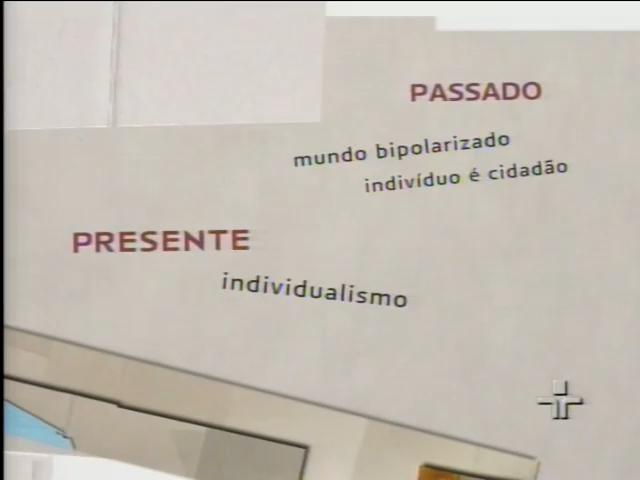 PASSADO
mundo bipolarizado
indivíduo é cidadão
PRESENTE
individualismo